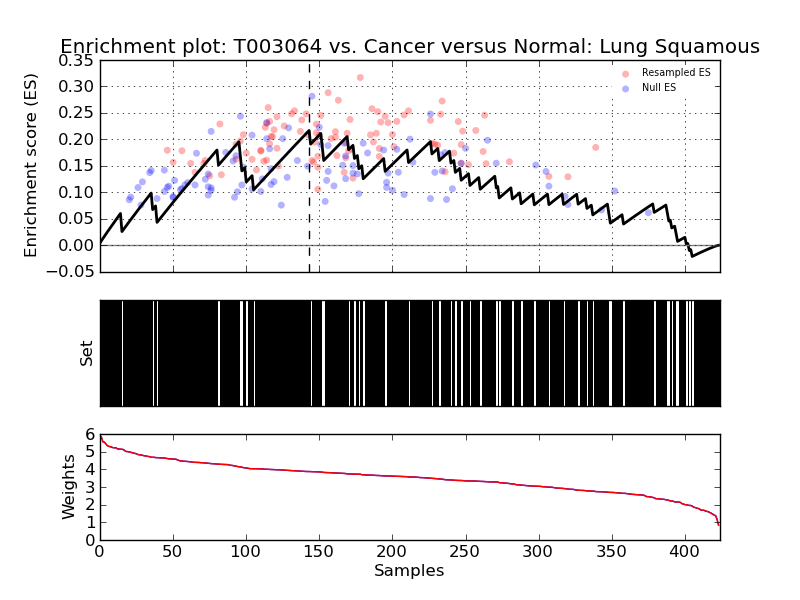 Enrichment plot: T003064 vs. Cancer versus Normal: Lung Squamous
0.35
0.30
0.25
0.20
0.15
0.10
0.05
0.00
−0.05
Enrichment score (ES)
Resampled ES
Null ES
Set
6
5
4
3
2
1
0
Weights
0 50 100 150 200 250 300 350 400
Samples